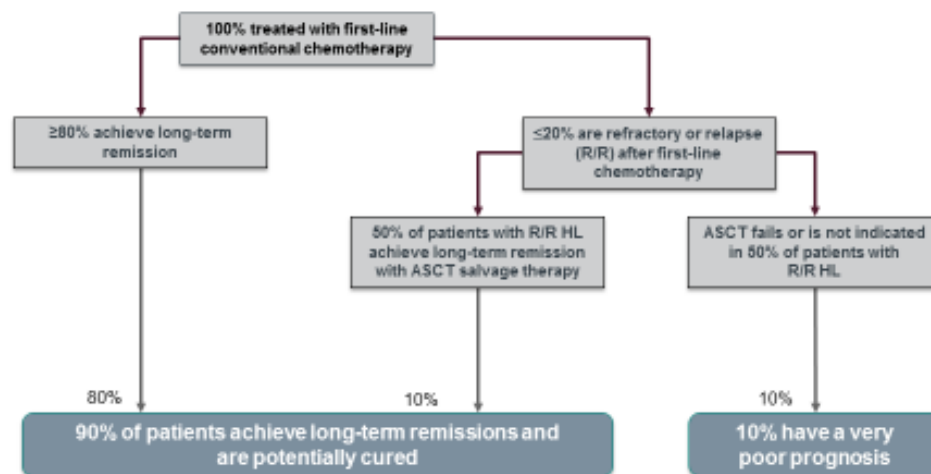 100% treated with first-line
conventional chemotherapy
≥80% achieve long-term
remission
≤20% are refractory or relapse
(R/R) after first-line
chemotherapy
50% of patients with R/R HL
achieve long-term remission
with ASCT salvage therapy
ASCT fails or is not indicated
in 50% of patients with
R/R HL
80%
10%
10%
90% of patients achieve long-term remissions and
are potentially cured
10% have a very
poor prognosis